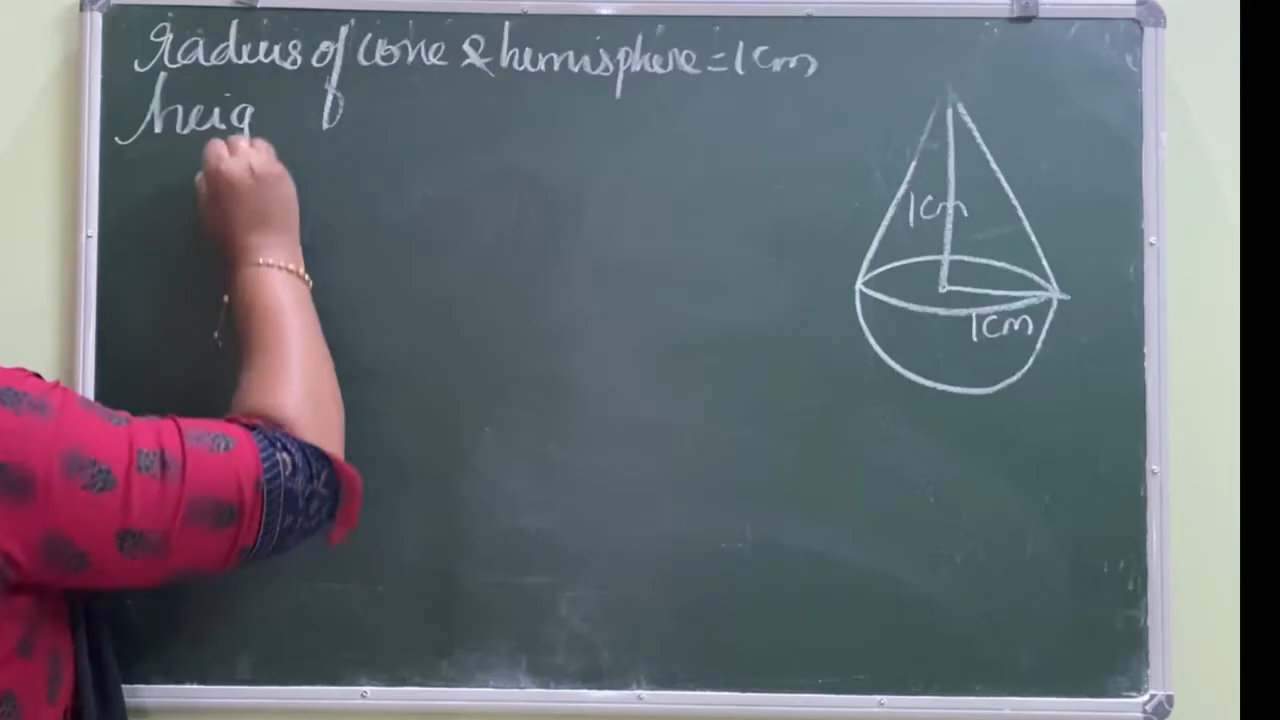 radius of cone & hemisphere = 1cm
heig
1cm
1cm